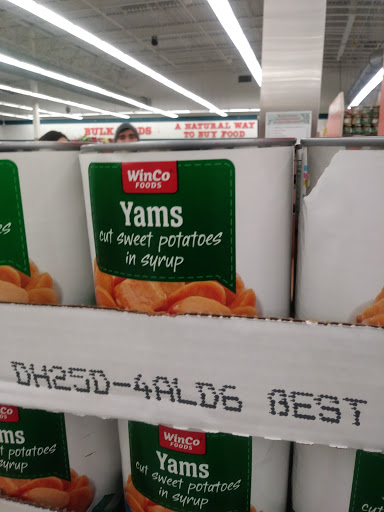 BULK
A NATURAL WAY
TO BUY FOOD
WinCo
FOODS
Yams
cut sweet potatoes
in syrup
DH25D-4ALD6 BEST
WinCo
FOODS
Yams
cut sweet potatoes
in syrup